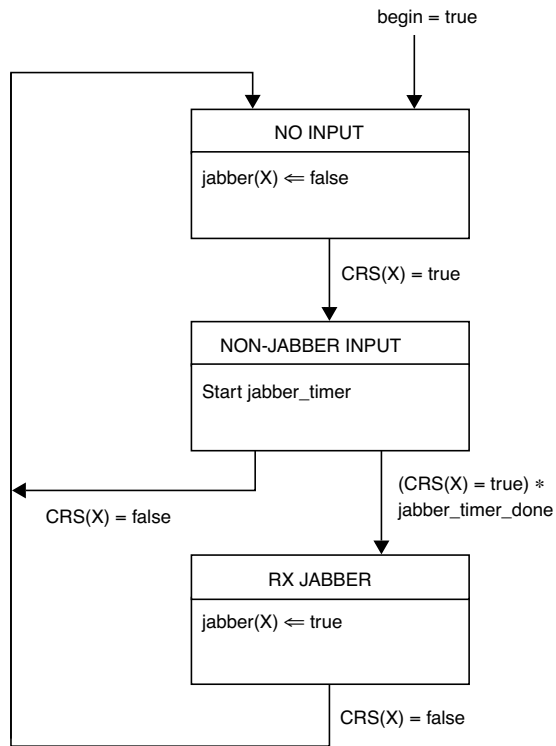 begin = true
NO INPUT
jabber(X) ⇐ false
CRS(X) = true
NON-JABBER INPUT
Start jabber_timer
(CRS(X) = true) *
jabber_timer_done
CRS(X) = false
RX JABBER
jabber(X) ⇐ true
CRS(X) = false